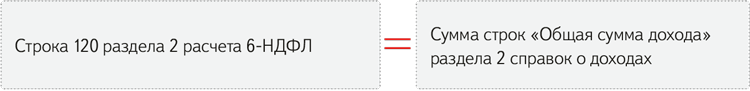 Строка 120 раздела 2 расчета 6-НДФЛ
=
Сумма строк «Общая сумма дохода»
раздела 2 справок о доходах